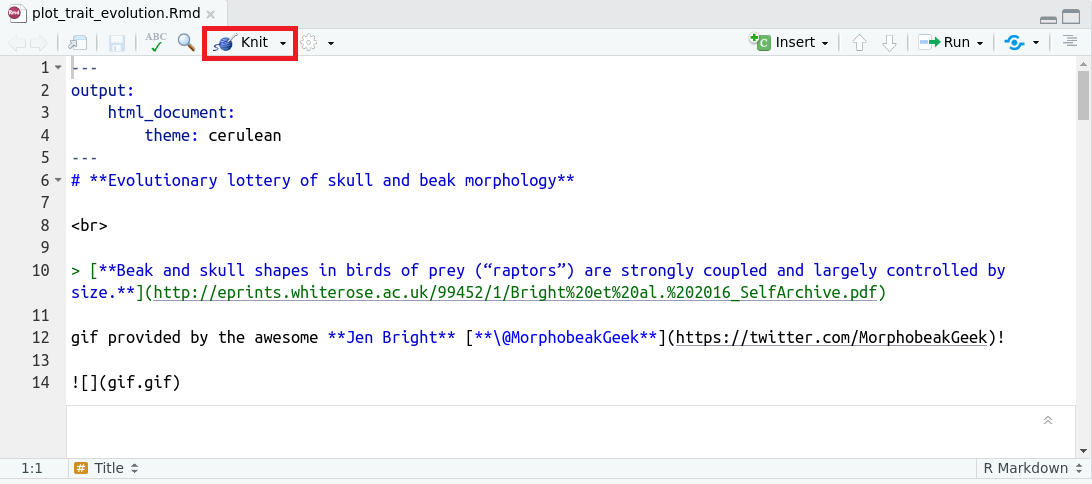 plot_trait_evolution.Rmd
ABC Knit Insert Run
1 ---
2 output:
3     html_document:
4         theme: cerulean
5 ---
6 # **Evolutionary lottery of skull and beak morphology**
7
8 <br>
9
10 > [**Beak and skull shapes in birds of prey (“raptors”) are strongly coupled and largely controlled by
size.**](http://eprints.whiterose.ac.uk/99452/1/Bright%20et%20al.%202016_SelfArchive.pdf)
11
12 gif provided by the awesome **Jen Bright** [**\@MorphobeakGeek**](https://twitter.com/MorphobeakGeek)!
13
14 ![](gif.gif)
1:1 # Title R Markdown